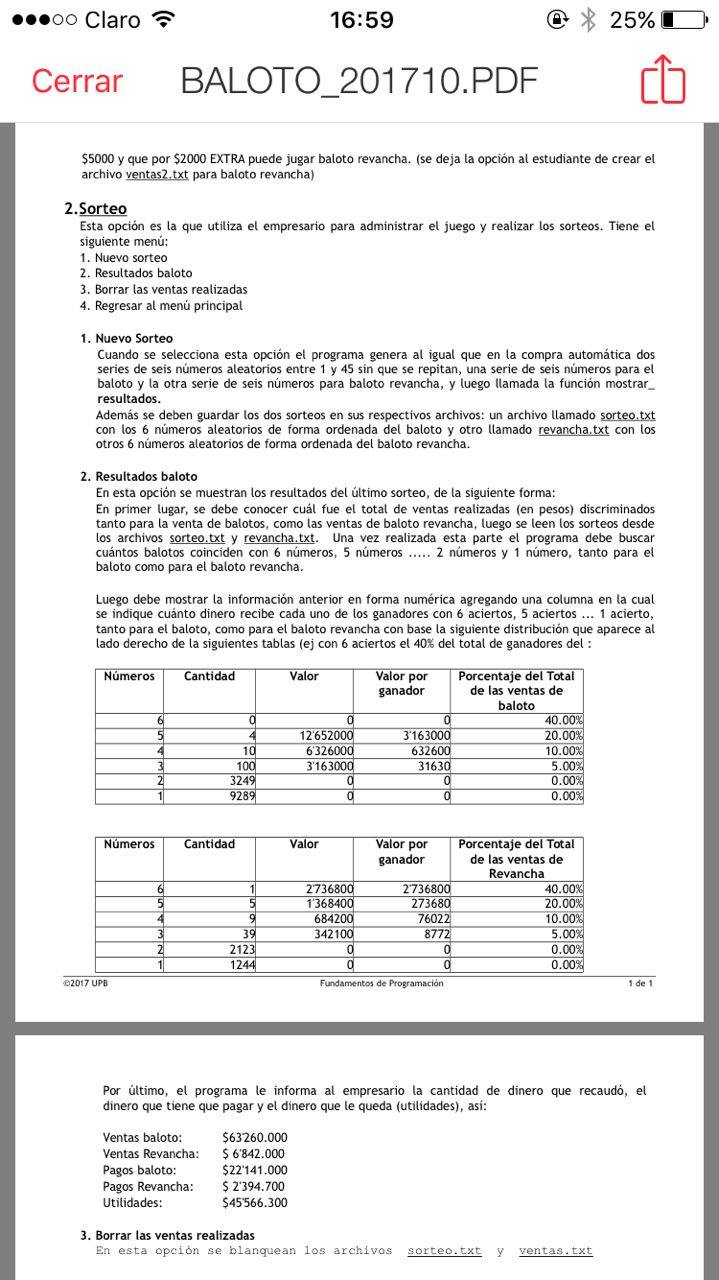 Claro 16:59 25%
Cerrar BALOTO_201710.PDF
$5000 y que por $2000 EXTRA puede jugar baloto revancha. (se deja la opción al estudiante de crear el
archivo ventas2.txt para baloto revancha)
2.Sorteo
Esta opción es la que utiliza el empresario para administrar el juego y realizar los sorteos. Tiene el
siguiente menú:
1. Nuevo sorteo
2. Resultados baloto
3. Borrar las ventas realizadas
4. Regresar al menú principal
1. Nuevo Sorteo
Cuando se selecciona esta opción el programa genera al igual que en la compra automática dos
series de seis números aleatorios entre 1 y 45 sin que se repitan, una serie de seis números para el
baloto y la otra serie de seis números para baloto revancha, y luego llamada la función mostrar_
resultados.
Además se deben guardar los dos sorteos en sus respectivos archivos: un archivo llamado sorteo.txt
con los 6 números aleatorios de forma ordenada del baloto y otro llamado revancha.txt con los
otros 6 números aleatorios de forma ordenada del baloto revancha.
2. Resultados baloto
En esta opción se muestran los resultados del último sorteo, de la siguiente forma:
En primer lugar, se debe conocer cuál fue el total de ventas realizadas (en pesos) discriminados
tanto para la venta de balotos, como las ventas de baloto revancha, luego se leen los sorteos desde
los archivos sorteo.txt y revancha.txt. Una vez realizada esta parte el programa debe buscar
cuántos balotos coinciden con 6 números, 5 números ..... 2 números y 1 número, tanto para el
baloto como para el baloto revancha.
Luego debe mostrar la información anterior en forma numérica agregando una columna en la cual
se indique cuánto dinero recibe cada uno de los ganadores con 6 aciertos, 5 aciertos ... 1 acierto,
tanto para el baloto, como para el baloto revancha con base la siguiente distribución que aparece al
lado derecho de la siguientes tablas (ej con 6 aciertos el 40% del total de ganadores del :
Números Cantidad Valor Valor por Porcentaje del Total
ganador de las ventas de
baloto
6 0 0 0 40.00%
5 4 12'652000 3'163000 20.00%
4 10 6'326000 632600 10.00%
3 100 3'163000 31630 5.00%
2 3249 0 0 0.00%
1 9289 0 0 0.00%
Números Cantidad Valor Valor por Porcentaje del Total
ganador de las ventas de
Revancha
6 1 2'736800 2'736800 40.00%
5 5 1'368400 273680 20.00%
4 9 684200 76022 10.00%
3 39 342100 8772 5.00%
2 2123 0 0 0.00%
1 1244 0 0 0.00%
©2017 UPB Fundamentos de Programación 1 de 1
Por último, el programa le informa al empresario la cantidad de dinero que recaudó, el
dinero que tiene que pagar y el dinero que le queda (utilidades), así:
Ventas baloto: $63'260.000
Ventas Revancha: $ 6'842.000
Pagos baloto: $22'141.000
Pagos Revancha: $ 2'394.700
Utilidades: $45'566.300
3. Borrar las ventas realizadas
En esta opción se blanquean los archivos sorteo.txt y ventas.txt